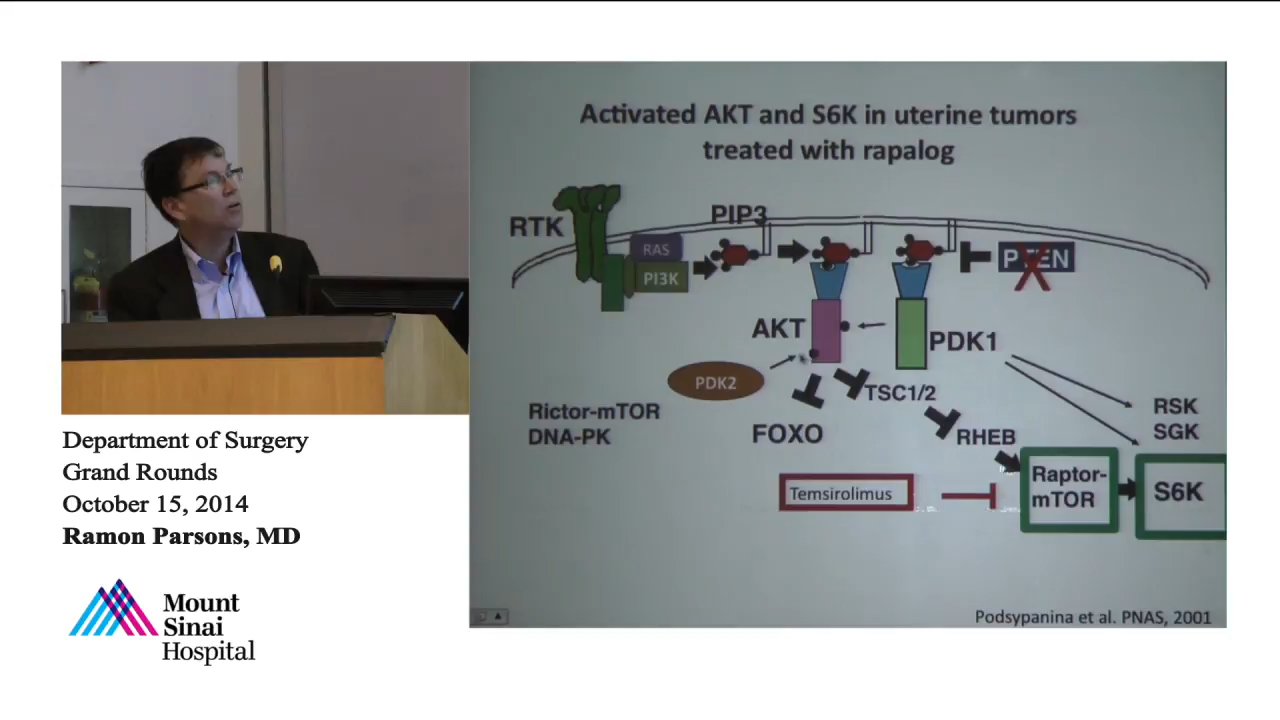 Activated AKT and S6K in uterine tumors
treated with rapalog
RTK
PIP3
RAS
PI3K
PTEN
AKT
PDK1
PDK2
TSC1/2
Rictor-mTOR
DNA-PK
FOXO
RHEB
RSK
SGK
Temsirolimus
Raptor-
mTOR
S6K
Podsypanina et al. PNAS, 2001
Department of Surgery
Grand Rounds
October 15, 2014
Ramon Parsons, MD
Mount
Sinai
Hospital